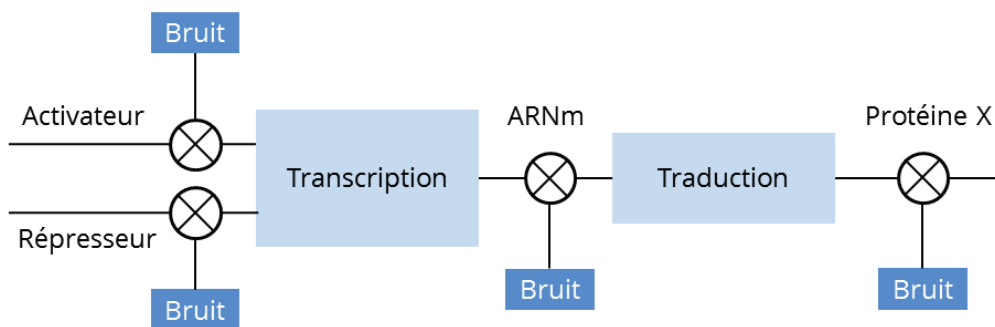 Bruit
Activateur
ARNm
Protéine X
Transcription
Traduction
Répresseur
Bruit
Bruit
Bruit